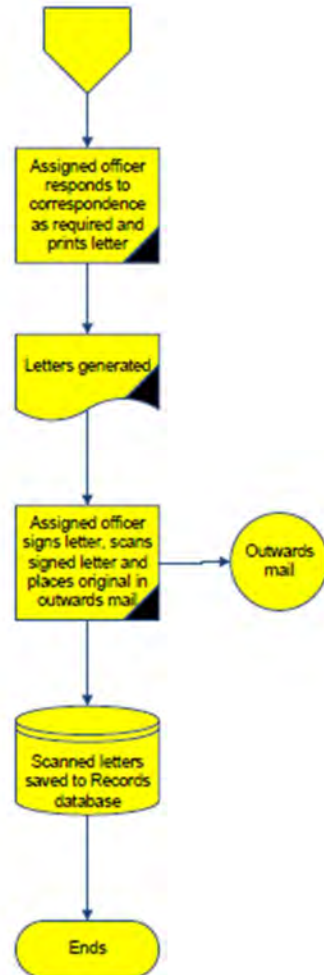 Assigned officer
responds to
correspondence
as required and
prints letter
Letters generated
Assigned officer
signs letter, scans
signed letter and
places original in
outwards mail
Outwards
mail
Scanned letters
saved to Records
database
Ends